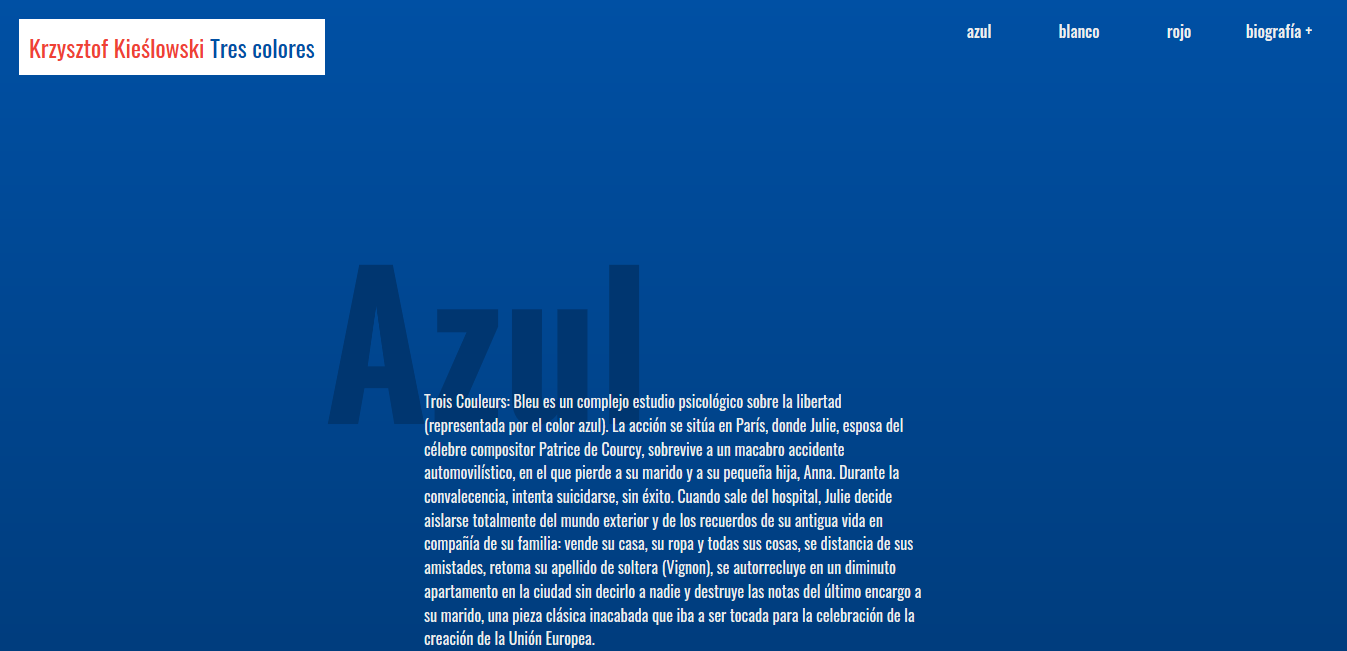 Krzysztof Kieślowski Tres colores
azul blanco rojo biografía +
Azul
Trois Couleurs: Bleu es un complejo estudio psicológico sobre la libertad
(representada por el color azul). La acción se sitúa en París, donde Julie, esposa del
célebre compositor Patrice de Courcy, sobrevive a un macabro accidente
automovilístico, en el que pierde a su marido y a su pequeña hija, Anna. Durante la
convalecencia, intenta suicidarse, sin éxito. Cuando sale del hospital, Julie decide
aislarse totalmente del mundo exterior y de los recuerdos de su antigua vida en
compañía de su familia: vende su casa, su ropa y todas sus cosas, se distancia de sus
amistades, retoma su apellido de soltera (Vignon), se autorrecluye en un diminuto
apartamento en la ciudad sin decirlo a nadie y destruye las notas del último encargo a
su marido, una pieza clásica inacabada que iba a ser tocada para la celebración de la
creación de la Unión Europea.